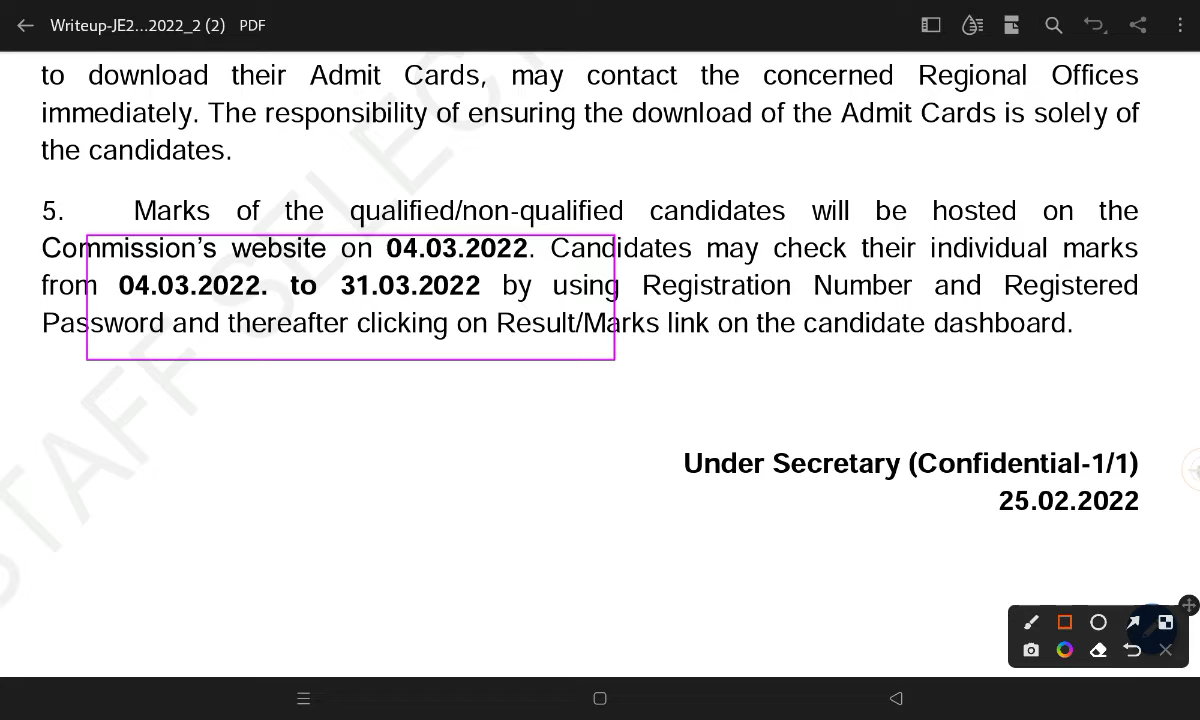 Writeup-JE2...2022_2 (2) PDF
to download their Admit Cards, may contact the concerned Regional Offices
immediately. The responsibility of ensuring the download of the Admit Cards is solely of
the candidates.
5. Marks of the qualified/non-qualified candidates will be hosted on the
Commission's website on 04.03.2022. Candidates may check their individual marks
from 04.03.2022. to 31.03.2022 by using Registration Number and Registered
Password and thereafter clicking on Result/Marks link on the candidate dashboard.
Under Secretary (Confidential-1/1)
25.02.2022
STAFF SELECT